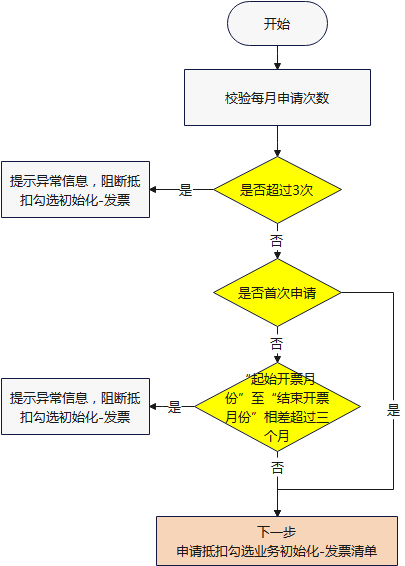 开始
校验每月申请次数
是否超过3次
是
提示异常信息，阻断抵
扣勾选初始化-发票
否
是否首次申请
否
是
“起始开票月
份”至“结束开票
月份”相差超过三
个月
是
提示异常信息，阻断抵
扣勾选初始化-发票
否
下一步
申请抵扣勾选业务初始化-发票清单